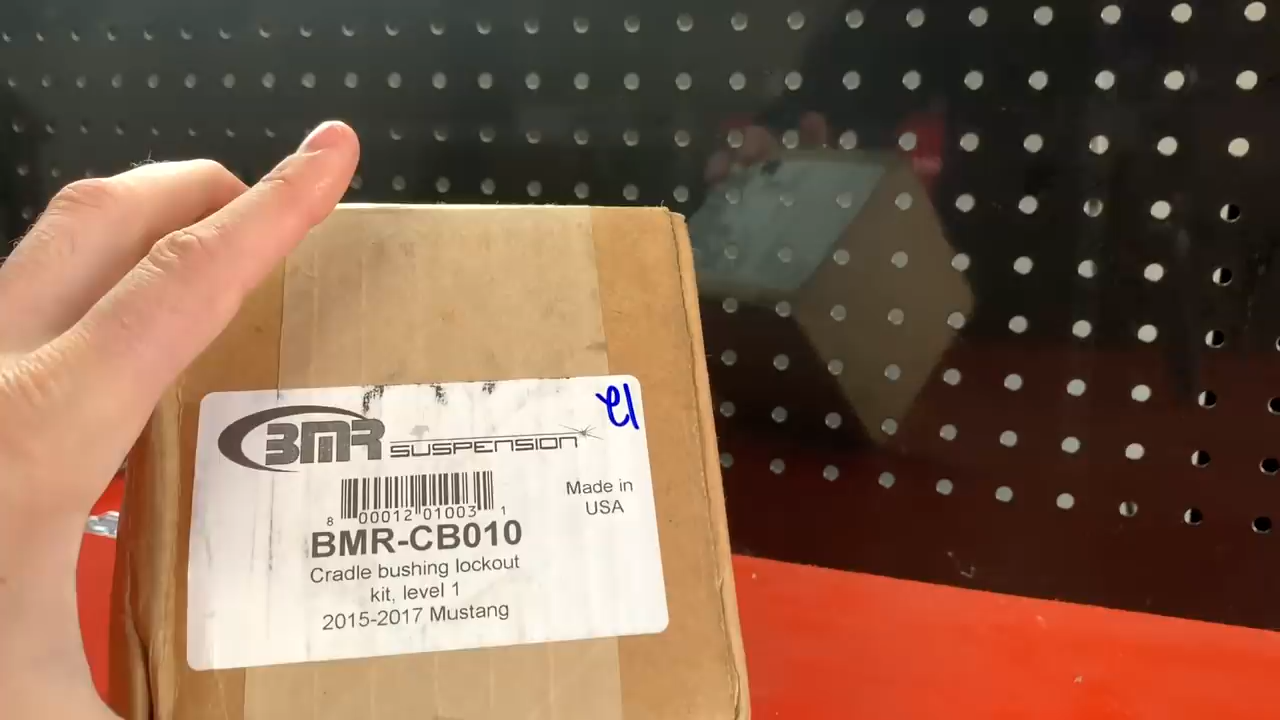 BMR SUSPENSION
8 00012 01003 1
Made in
USA
BMR-CB010
Cradle bushing lockout
kit, level 1
2015-2017 Mustang